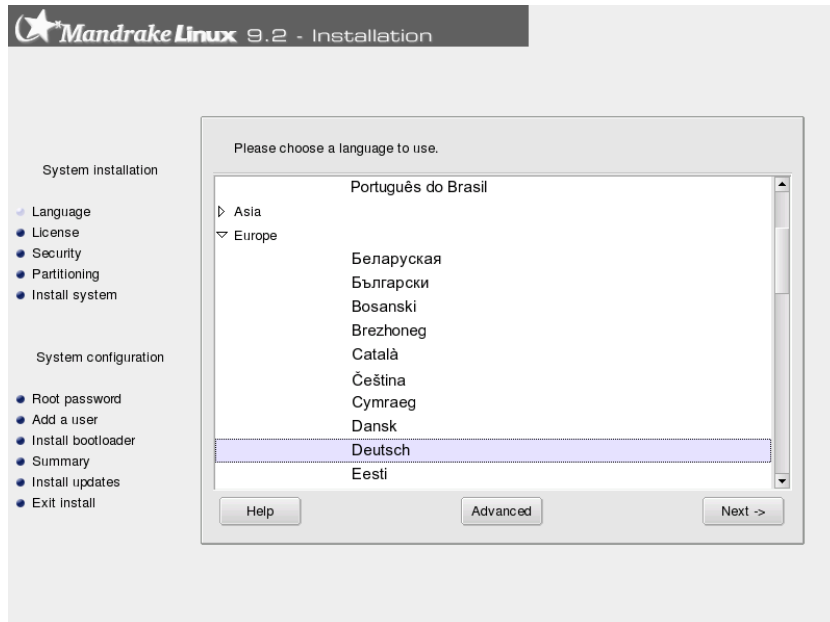 MandrakeLinux 9.2 - Installation
System installation
Language
License
Security
Partitioning
Install system
System configuration
Root password
Add a user
Install bootloader
Summary
Install updates
Exit install
Please choose a language to use.
Português do Brasil
Asia
Europe
Беларуская
Български
Bosanski
Brezhoneg
Català
Čeština
Cymraeg
Dansk
Deutsch
Eesti
Help
Advanced
Next ->